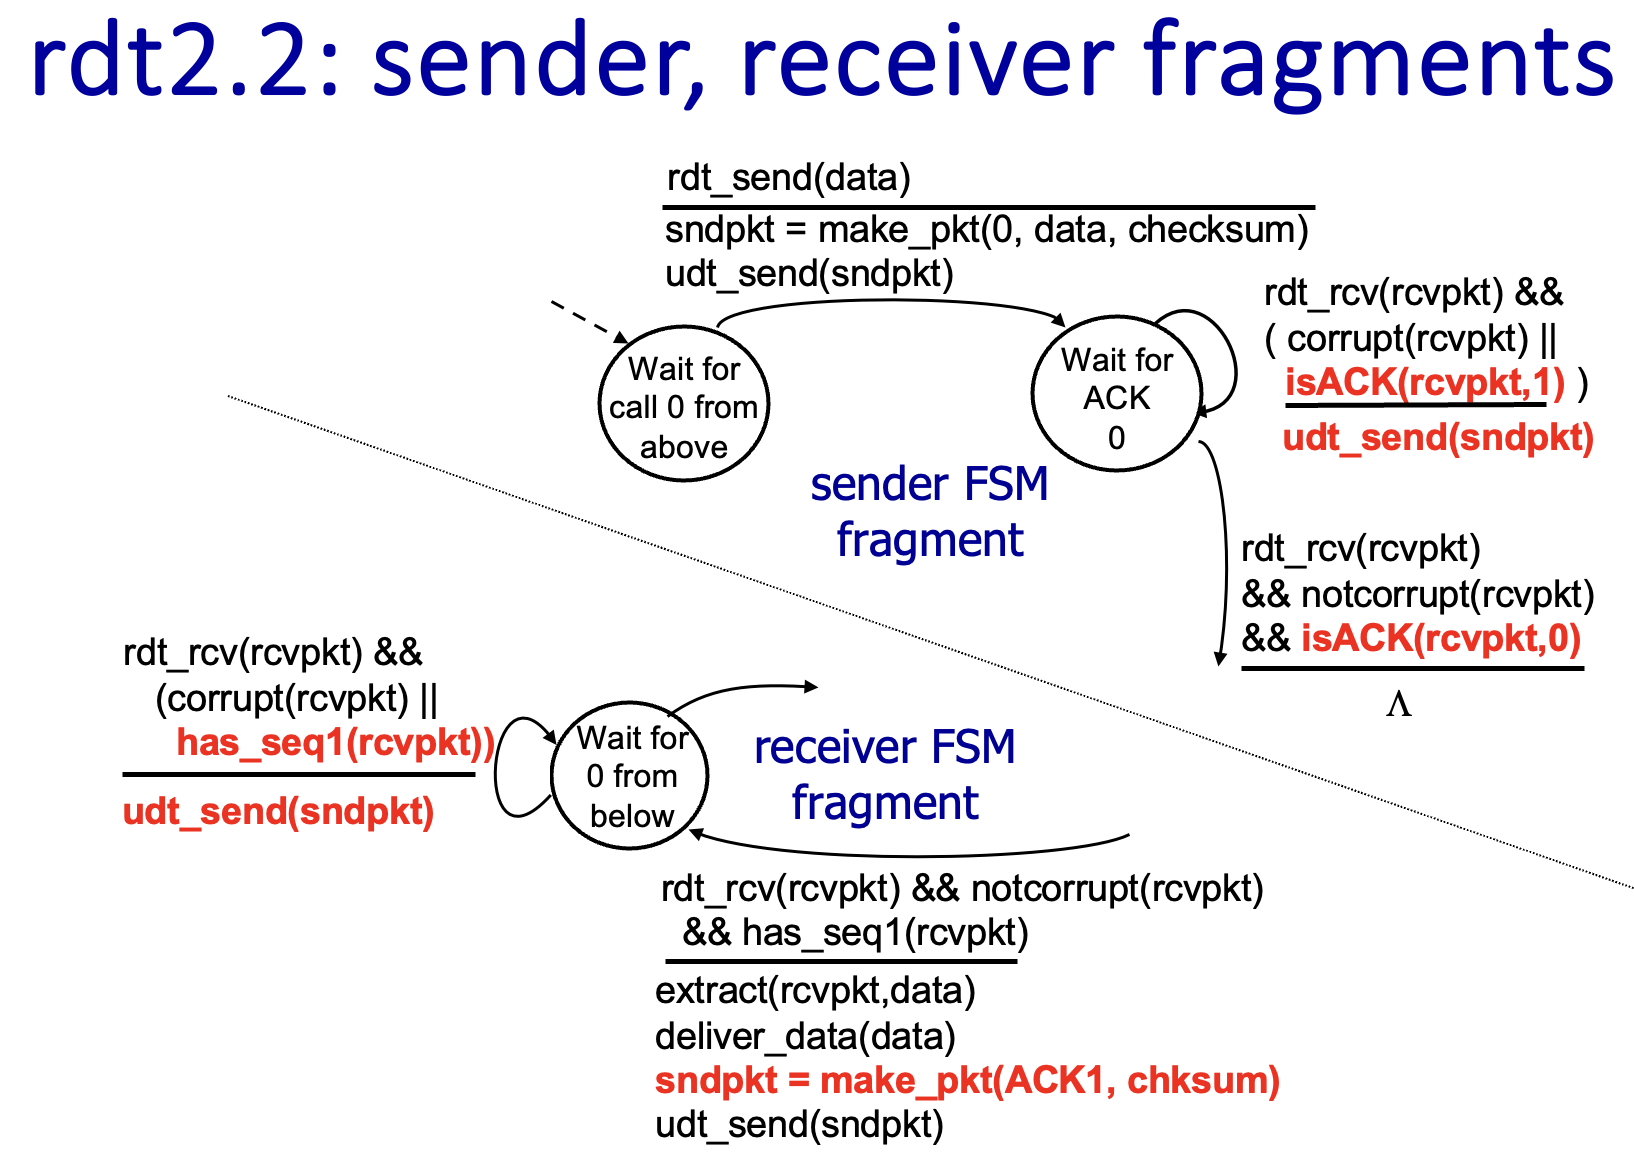 rdt2.2: sender, receiver fragments
rdt_send(data)
sndpkt = make_pkt(0, data, checksum)
udt_send(sndpkt)
Wait for
call 0 from
above
Wait for
ACK
0
rdt_rcv(rcvpkt) &&
( corrupt(rcvpkt) ||
isACK(rcvpkt,1) )
udt_send(sndpkt)
sender FSM
fragment
rdt_rcv(rcvpkt)
&& notcorrupt(rcvpkt)
&& isACK(rcvpkt,0)
Λ
rdt_rcv(rcvpkt) &&
(corrupt(rcvpkt) ||
has_seq1(rcvpkt))
udt_send(sndpkt)
Wait for
0 from
below
receiver FSM
fragment
rdt_rcv(rcvpkt) && notcorrupt(rcvpkt)
&& has_seq1(rcvpkt)
extract(rcvpkt,data)
deliver_data(data)
sndpkt = make_pkt(ACK1, chksum)
udt_send(sndpkt)